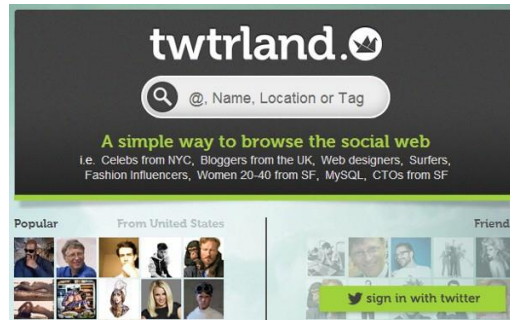 twtrland.
@, Name, Location or Tag
A simple way to browse the social web
i.e. Celebs from NYC, Bloggers from the UK, Web designers, Surfers,
Fashion Influencers, Women 20-40 from SF, MySQL, CTOs from SF
Popular From United States Friend
sign in with twitter